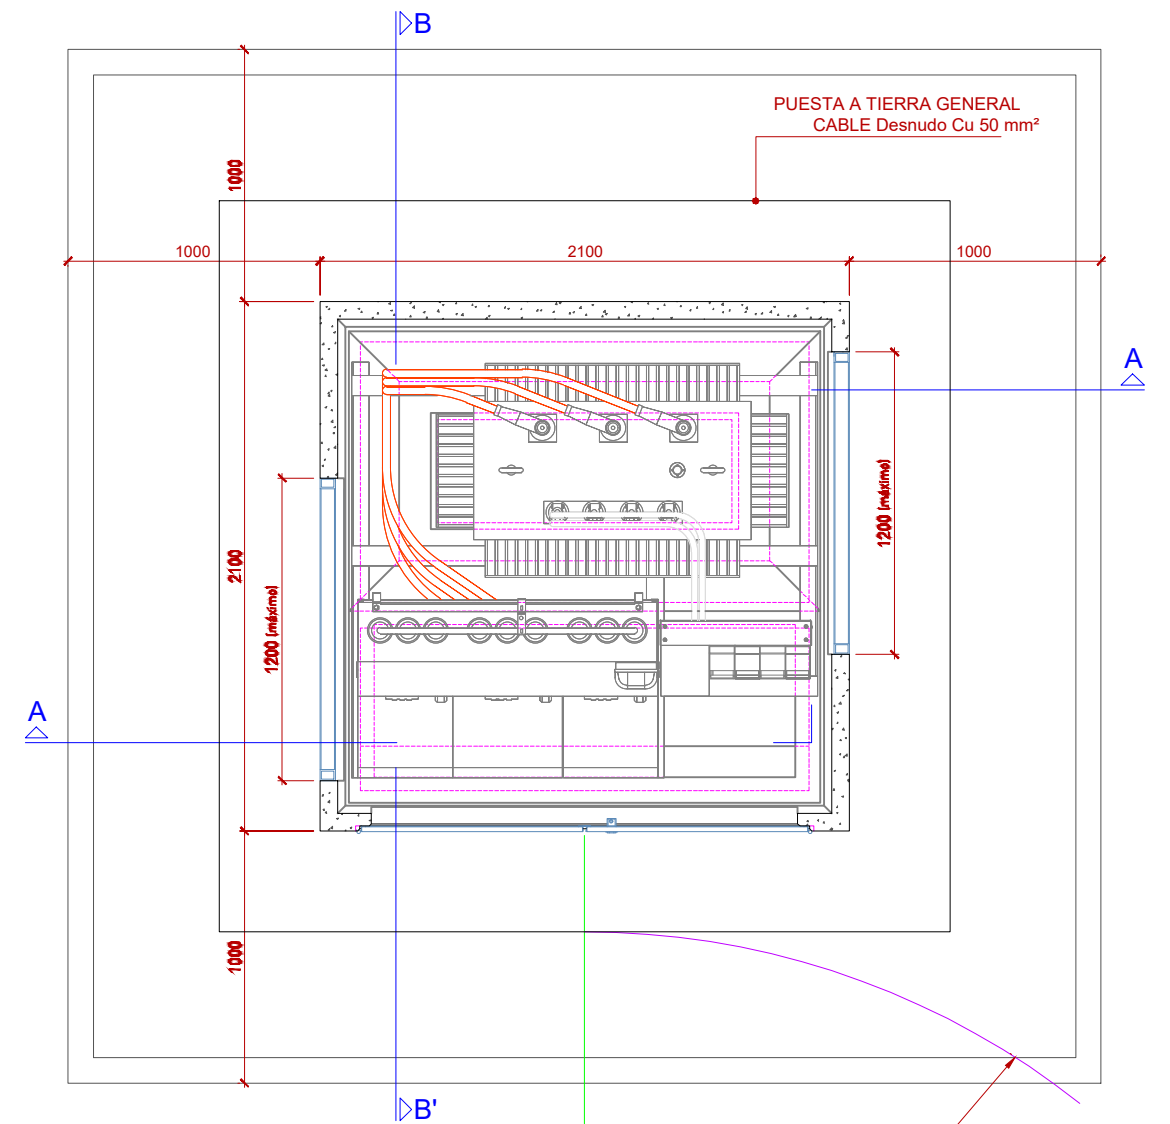 B
PUESTA A TIERRA GENERAL
CABLE Desnudo Cu 50 mm²
1000
1000
2100
1000
A
1200 (máximo)
2100
1200 (máximo)
A
1000
B'